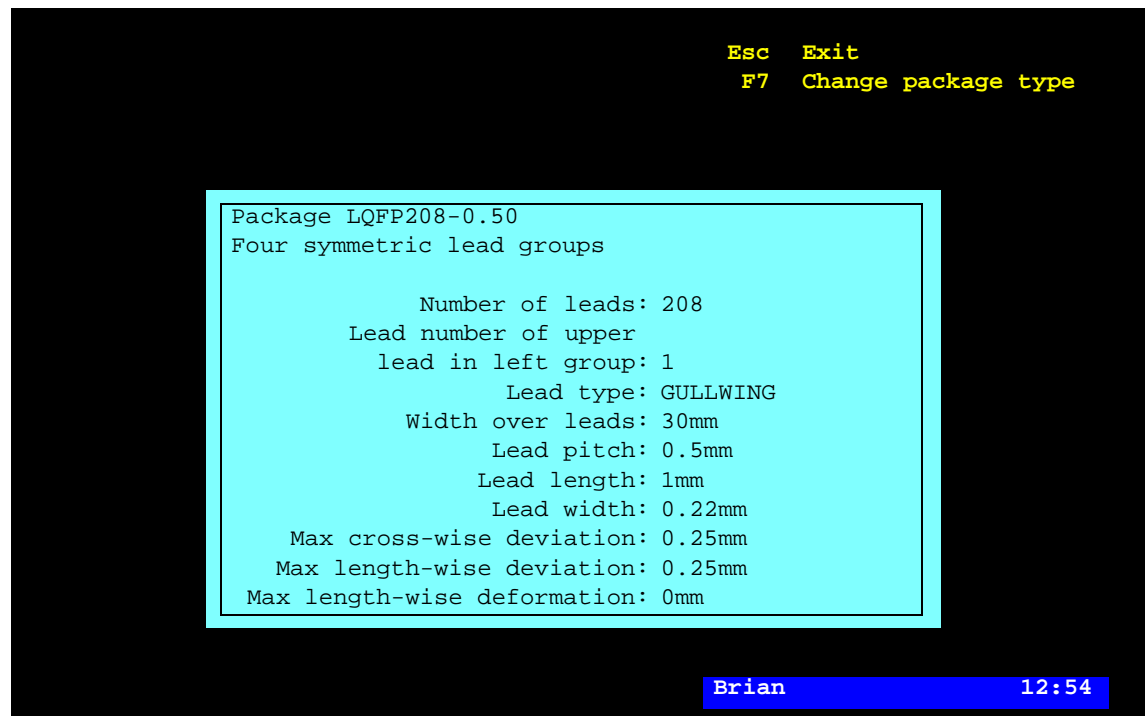 Esc Exit
F7 Change package type
Package LQFP208-0.50
Four symmetric lead groups
Number of leads: 208
Lead number of upper
lead in left group: 1
Lead type: GULLWING
Width over leads: 30mm
Lead pitch: 0.5mm
Lead length: 1mm
Lead width: 0.22mm
Max cross-wise deviation: 0.25mm
Max length-wise deviation: 0.25mm
Max length-wise deformation: 0mm
Brian 12:54